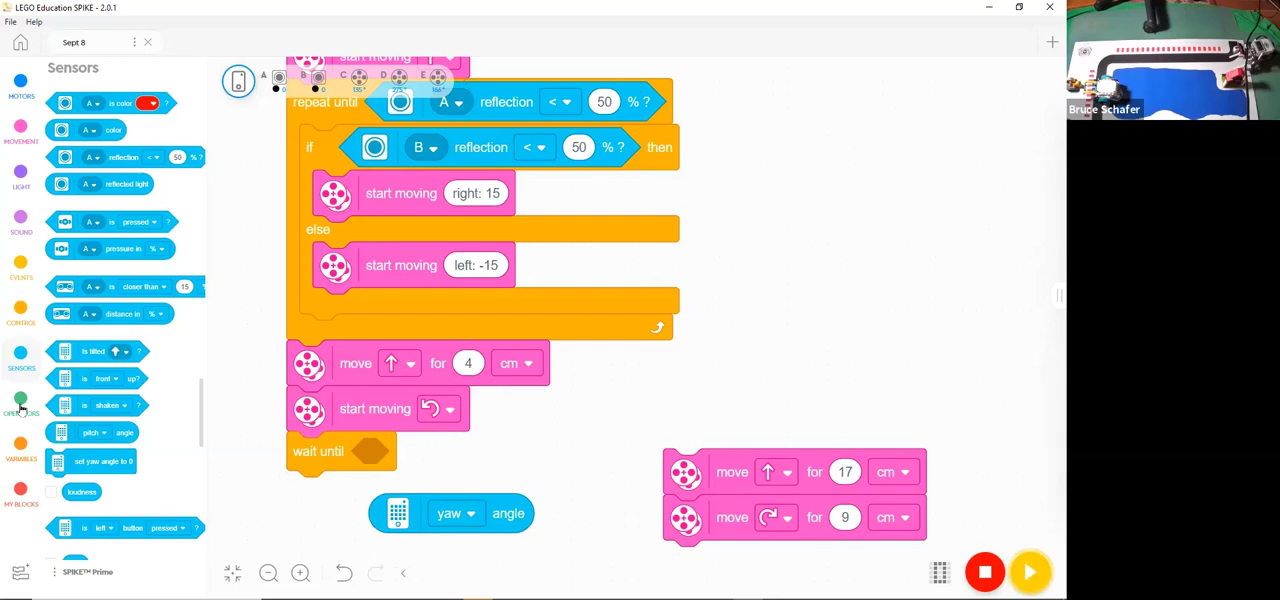 LEGO Education SPIKE - 2.0.1
File Help
Sept 8
Sensors
MOTORS
MOVEMENT
LIGHT
SOUND
EVENTS
CONTROL
SENSORS
VARIABLES
MY BLOCKS
A is color ?
A color
A reflection < 50 % ?
A reflected light
A is pressed ?
A pressure in %
A is closer than 15
A distance in %
is tilted ?
is front up?
is shaken ?
pitch angle
set yaw angle to 0
loudness
is left button pressed ?
A B C D E
0 0 135° 275° 166°
start moving
repeat until A reflection < 50 % ?
if B reflection < 50 % ? then
start moving right: 15
else
start moving left: -15
move for 4 cm
start moving
wait until
yaw angle
move for 17 cm
move for 9 cm
SPIKE™ Prime
Bruce Schafer